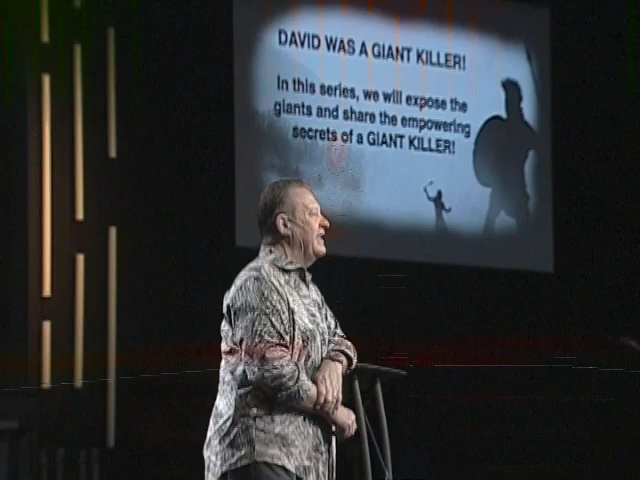 DAVID WAS A GIANT KILLER!
In this series, we will expose the
giants and share the empowering
secrets of a GIANT KILLER!